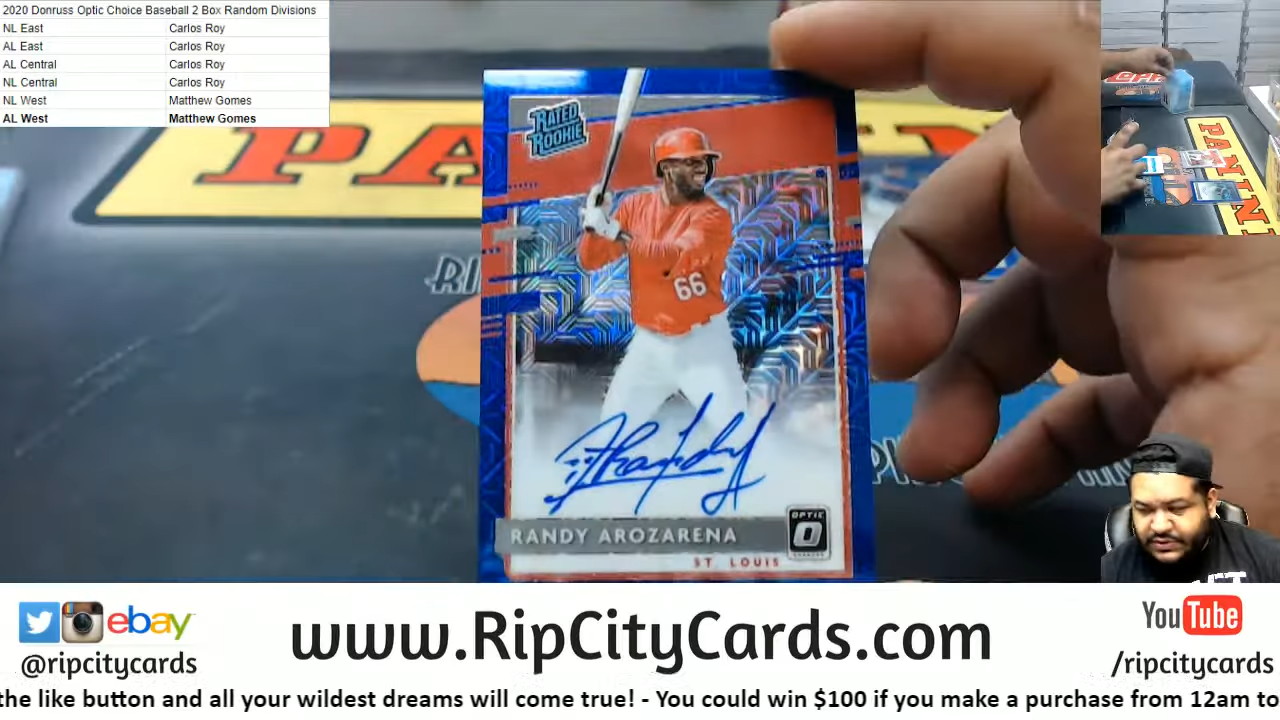 2020 Donruss Optic Choice Baseball 2 Box Random Divisions
NL East Carlos Roy
AL East Carlos Roy
AL Central Carlos Roy
NL Central Carlos Roy
NL West Matthew Gomes
AL West Matthew Gomes
RATED
ROOKIE
66
RANDY AROZARENA
ST. LOUIS
OPTIC
PANINI
ebay
@ripcitycards
www.RipCityCards.com
YouTube
/ripcitycards
the like button and all your wildest dreams will come true! - You could win $100 if you make a purchase from 12am to